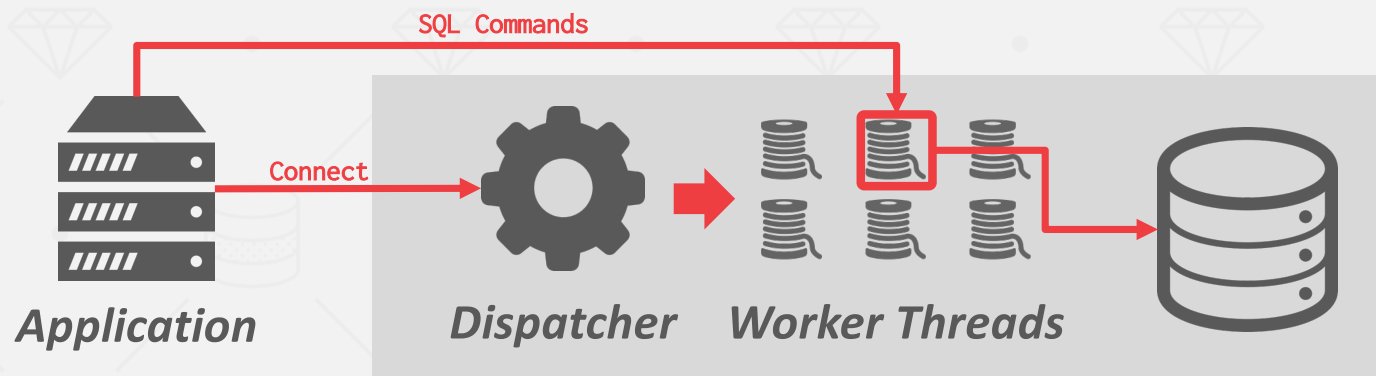 SQL Commands
Connect
Application
Dispatcher
Worker Threads